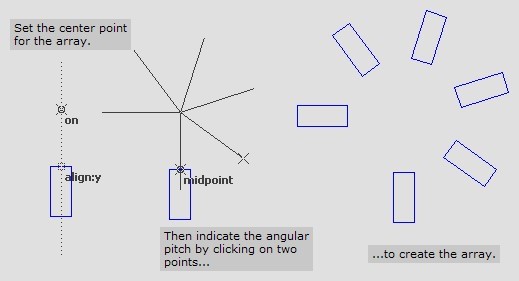 Set the center point
for the array.
on
align:y
midpoint
Then indicate the angular
pitch by clicking on two
points...
...to create the array.